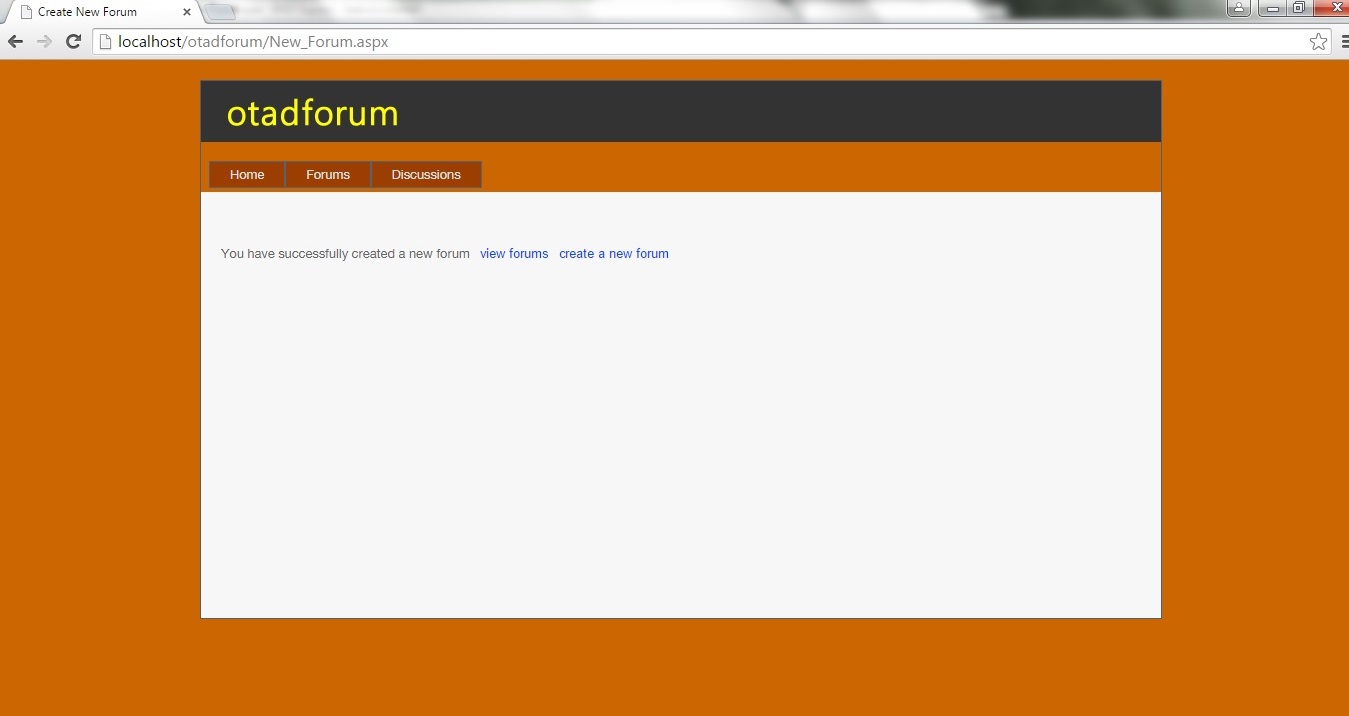 Create New Forum
localhost/otadforum/New_Forum.aspx
otadforum
Home Forums Discussions
You have successfully created a new forum view forums create a new forum